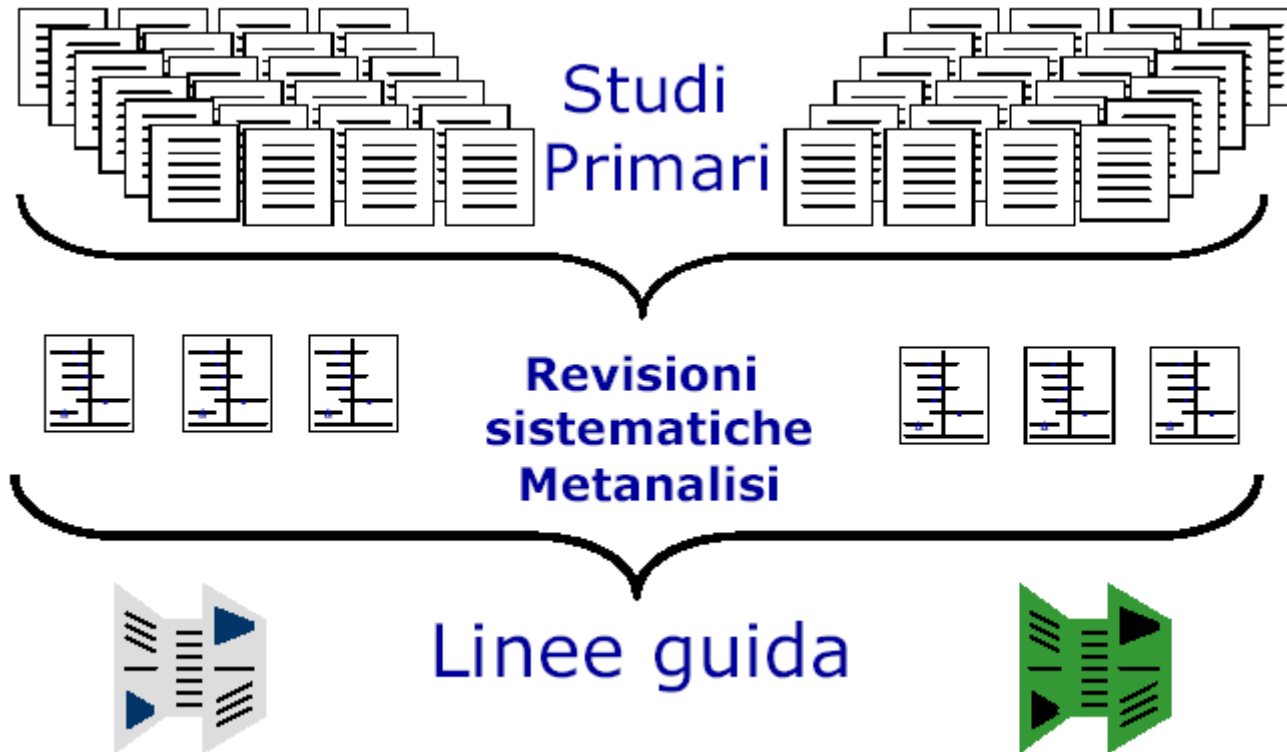 Studi
Primari
Revisioni
sistematiche
Metanalisi
Linee guida